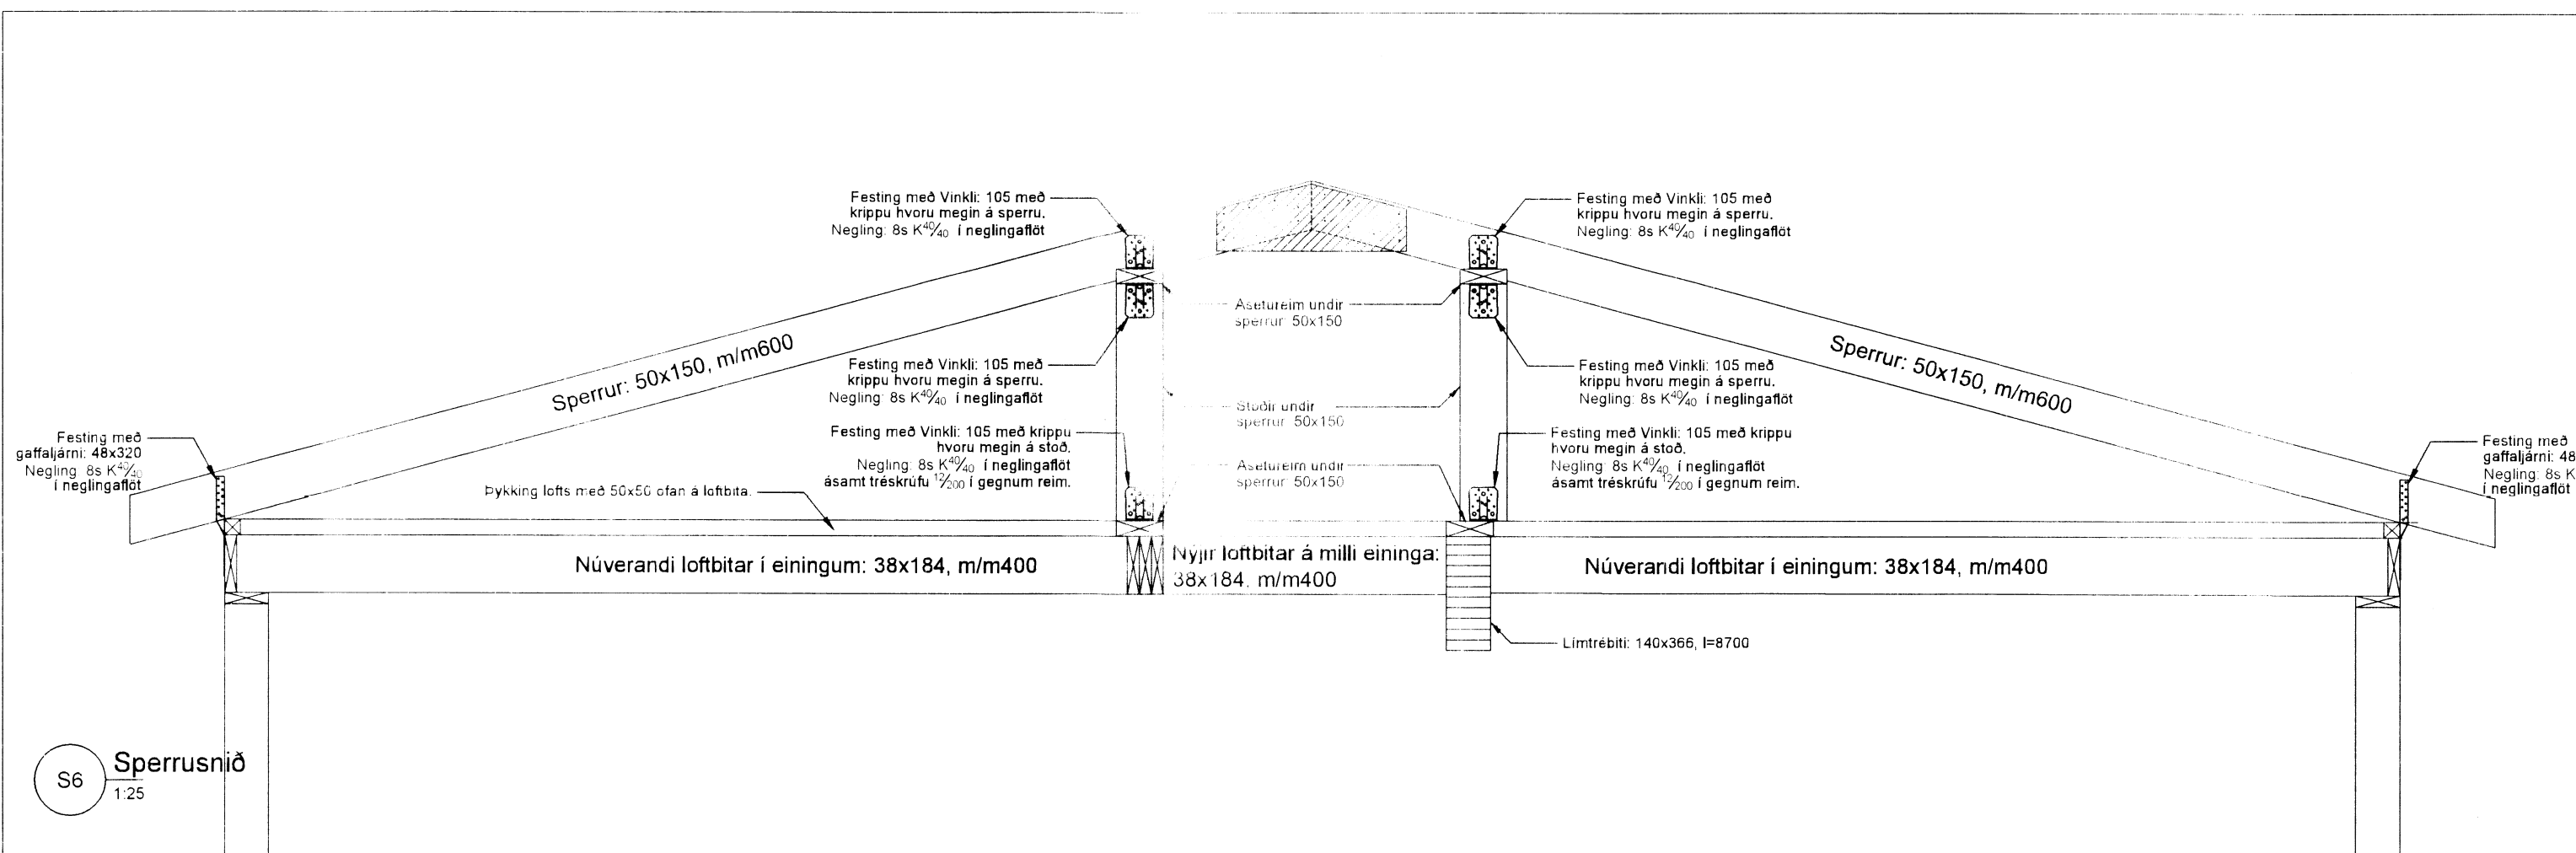 Festing með Vinkli: 105 með
krippu hvoru megin á sperru.
Negling: 8s K40/40 í neglingaflöt
Festing með Vinkli: 105 með
krippu hvoru megin á sperru.
Negling: 8s K40/40 í neglingaflöt
Ásetureim undir
sperrur: 50x150
Sperrur: 50x150, m/m600
Sperrur: 50x150, m/m600
Festing með Vinkli: 105 með
krippu hvoru megin á sperru.
Negling: 8s K40/40 í neglingaflöt
Festing með Vinkli: 105 með
krippu hvoru megin á sperru.
Negling: 8s K40/40 í neglingaflöt
Stoðir undir
sperrur: 50x150
Festing með
gaffaljárni: 48x320
Negling: 8s K40/40
í neglingaflöt
Festing með Vinkli: 105 með krippu
hvoru megin á stoð.
Negling: 8s K40/40 í neglingaflöt
ásamt tréskrúfu 12/200 í gegnum reim.
Ásetureim undir
sperrur: 50x150
Festing með Vinkli: 105 með krippu
hvoru megin á stoð.
Negling: 8s K40/40 í neglingaflöt
ásamt tréskrúfu 12/200 í gegnum reim.
Festing með
gaffaljárni: 48
Negling: 8s K
í neglingaflöt
Þykking lofts með 50x50 ofan á loftbita.
Núverandi loftbitar í einingum: 38x184, m/m400
Nýjir loftbitar á milli eininga:
38x184, m/m400
Núverandi loftbitar í einingum: 38x184, m/m400
Límtrébiti: 140x366, l=8700
S6
Sperrusnið
1:25